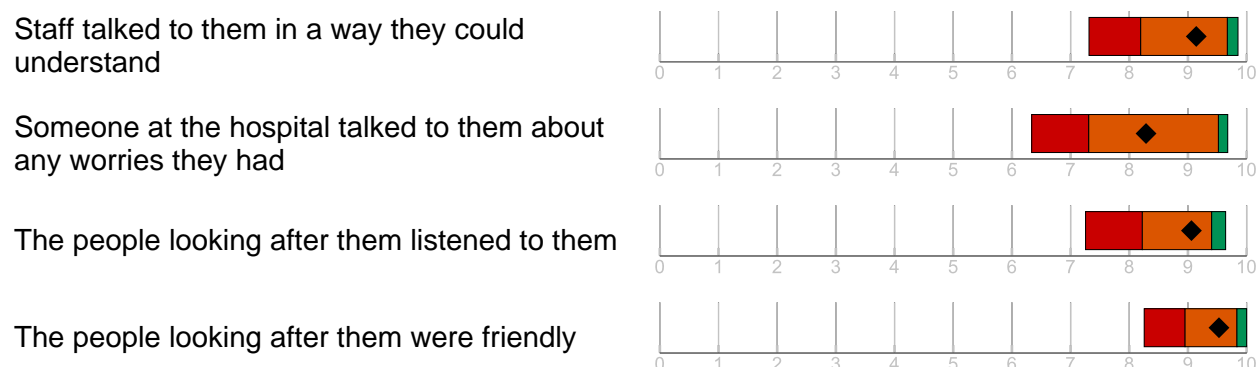 Staff talked to them in a way they could
understand
0 1 2 3 4 5 6 7 8 9 10
Someone at the hospital talked to them about
any worries they had
0 1 2 3 4 5 6 7 8 9 10
The people looking after them listened to them
0 1 2 3 4 5 6 7 8 9 10
The people looking after them were friendly
0 1 2 3 4 5 6 7 8 9 10